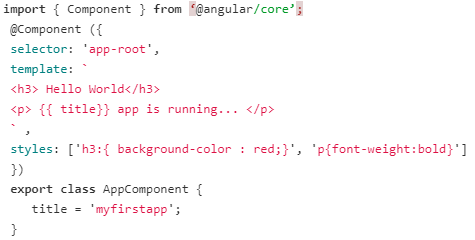 import { Component } from ‘@angular/core’;
@Component ({
selector: 'app-root',
template: `
<h3> Hello World</h3>
<p> {{ title}} app is running... </p>
` ,
styles: ['h3:{ background-color : red;}', 'p{font-weight:bold}']
})
export class AppComponent {
title = 'myfirstapp';
}